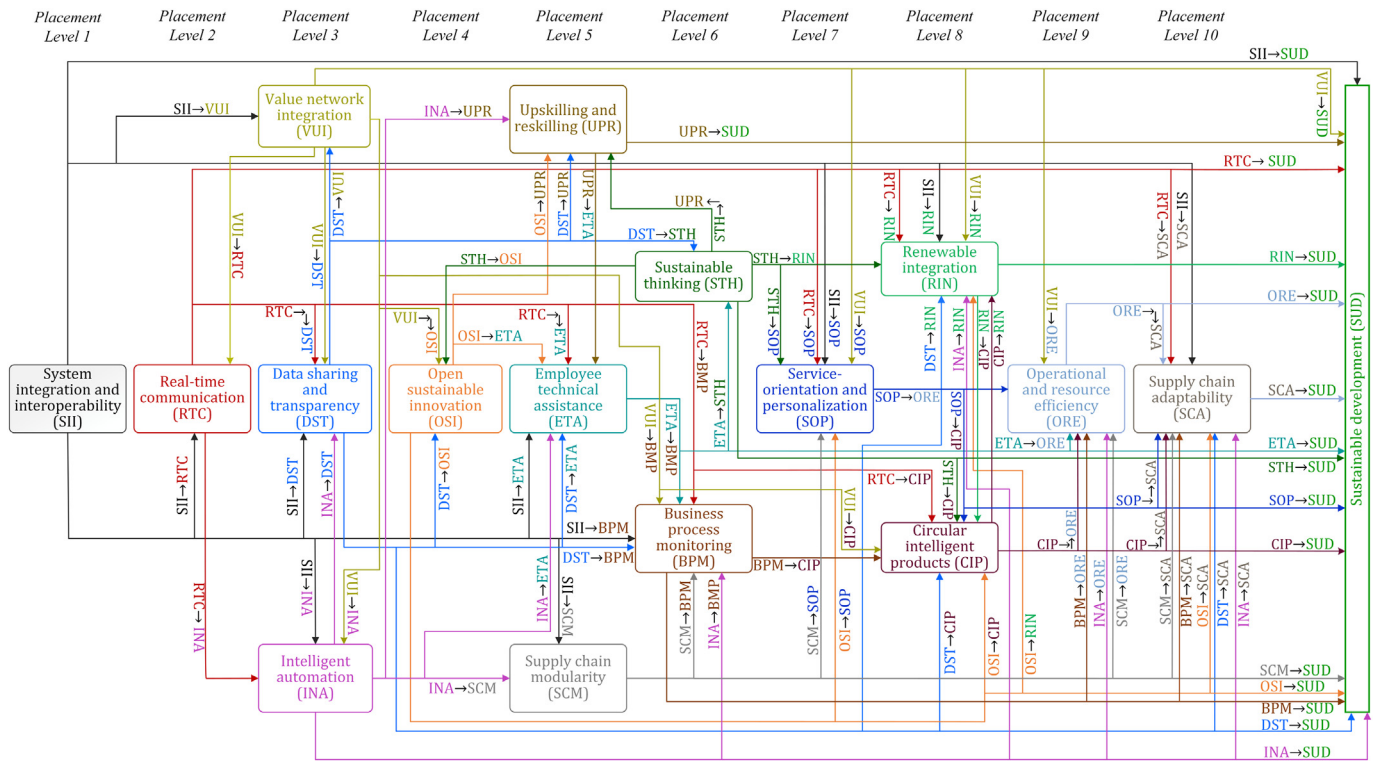 Placement Level 1
Placement Level 2
Placement Level 3
Placement Level 4
Placement Level 5
Placement Level 6
Placement Level 7
Placement Level 8
Placement Level 9
Placement Level 10
SII→SUD
VUI→SUD
Value network
integration
(VUI)
SII→VUI
INA→UPR
Upskilling and
reskilling (UPR)
UPR→SUD
RTC→SUD
VUI→RTC
VUI→DST
DST→VUI
OSI→UPR
DST→UPR
UPR→ETA
STH→UPR
DST→STH
RTC→RIN
SII→RIN
VUI→RIN
RTC→SCA
SII→SCA
STH→OSI
Sustainable
thinking (STH)
STH→RIN
Renewable
integration
(RIN)
RIN→SUD
RTC→DST
VUI→OSI
OSI→ETA
RTC→ETA
RTC→BMP
STH→SOP
RTC→SOP
SII→SOP
VUI→SOP
DST→RIN
INA→RIN
RIN→CIP
CIP→RIN
VUI→ORE
ORE→SCA
ORE→SUD
System
integration and
interoperability
(SII)
Real-time
communication
(RTC)
Data sharing
and
transparency
(DST)
Open
sustainable
innovation
(OSI)
Employee
technical
assistance
(ETA)
Service-
orientation and
personalization
(SOP)
Operational
and resource
efficiency
(ORE)
Supply chain
adaptability
(SCA)
Sustainable development (SUD)
SOP→ORE
SCA→SUD
VUI→BMP
ETA→BMP
ETA→STH
SOP→CIP
ETA→ORE
ETA→SUD
STH→SUD
SII→RTC
SII→DST
INA→DST
DST→OSI
SII→ETA
DST→ETA
RTC→CIP
STH→CIP
SOP→SCA
SOP→SUD
SII→BPM
DST→BPM
Business
process
monitoring
(BPM)
VUI→CIP
BPM→CIP
Circular
intelligent
products (CIP)
CIP→ORE
CIP→SCA
CIP→SUD
RTC→INA
SII→INA
VUI→INA
INA→ETA
SII→SCM
SCM→BPM
INA→BMP
SCM→SOP
OSI→SOP
DST→CIP
OSI→CIP
OSI→RIN
BPM→ORE
INA→ORE
SCM→ORE
SCM→SCA
BPM→SCA
OSI→SCA
DST→SCA
INA→SCA
Intelligent
automation
(INA)
INA→SCM
Supply chain
modularity
(SCM)
SCM→SUD
OSI→SUD
BPM→SUD
DST→SUD
INA→SUD